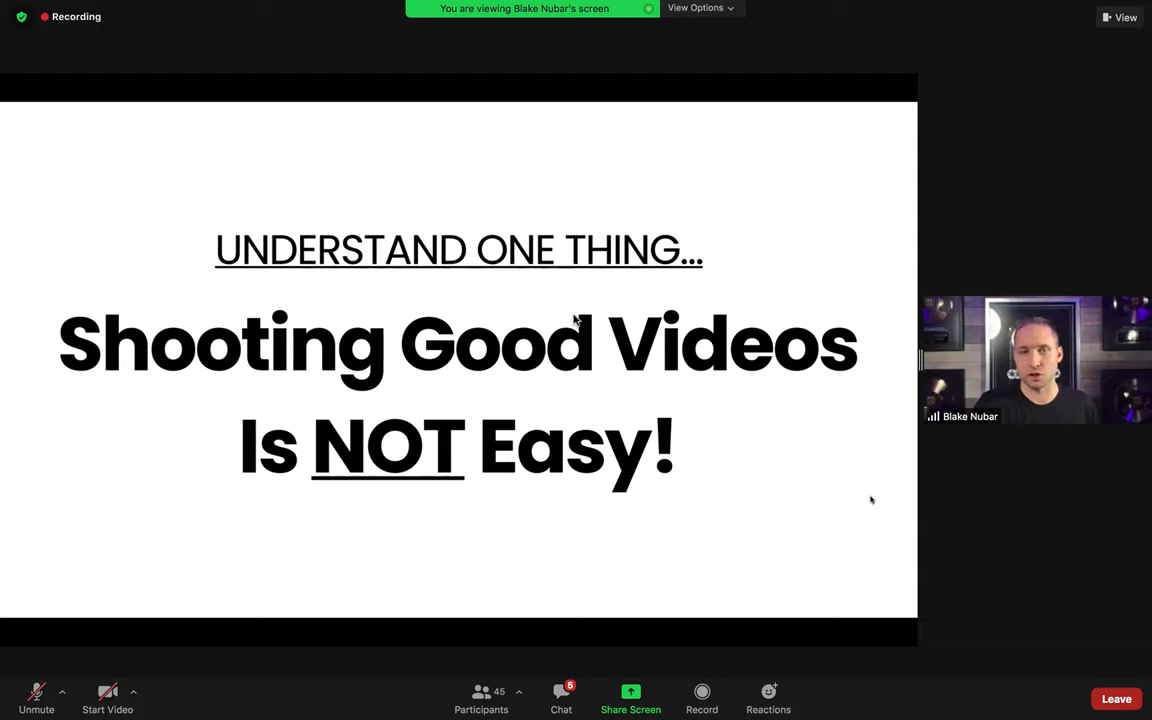 Recording
You are viewing Blake Nubar's screen
View Options
View
UNDERSTAND ONE THING...
Shooting Good Videos
Is NOT Easy!
Blake Nubar
Unmute
Start Video
45
Participants
5
Chat
Share Screen
Record
Reactions
Leave